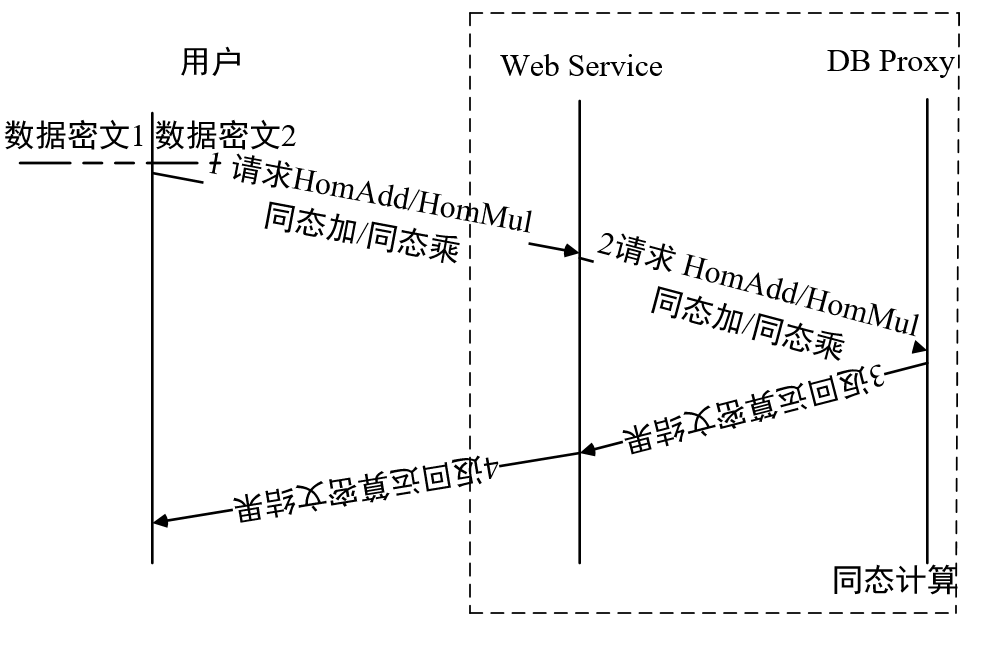 用户
Web Service
DB Proxy
数据密文1
数据密文2
1 请求HomAdd/HomMul
同态加/同态乘
2请求 HomAdd/HomMul
同态加/同态乘
3返回运算密文结果
4返回运算密文结果
同态计算